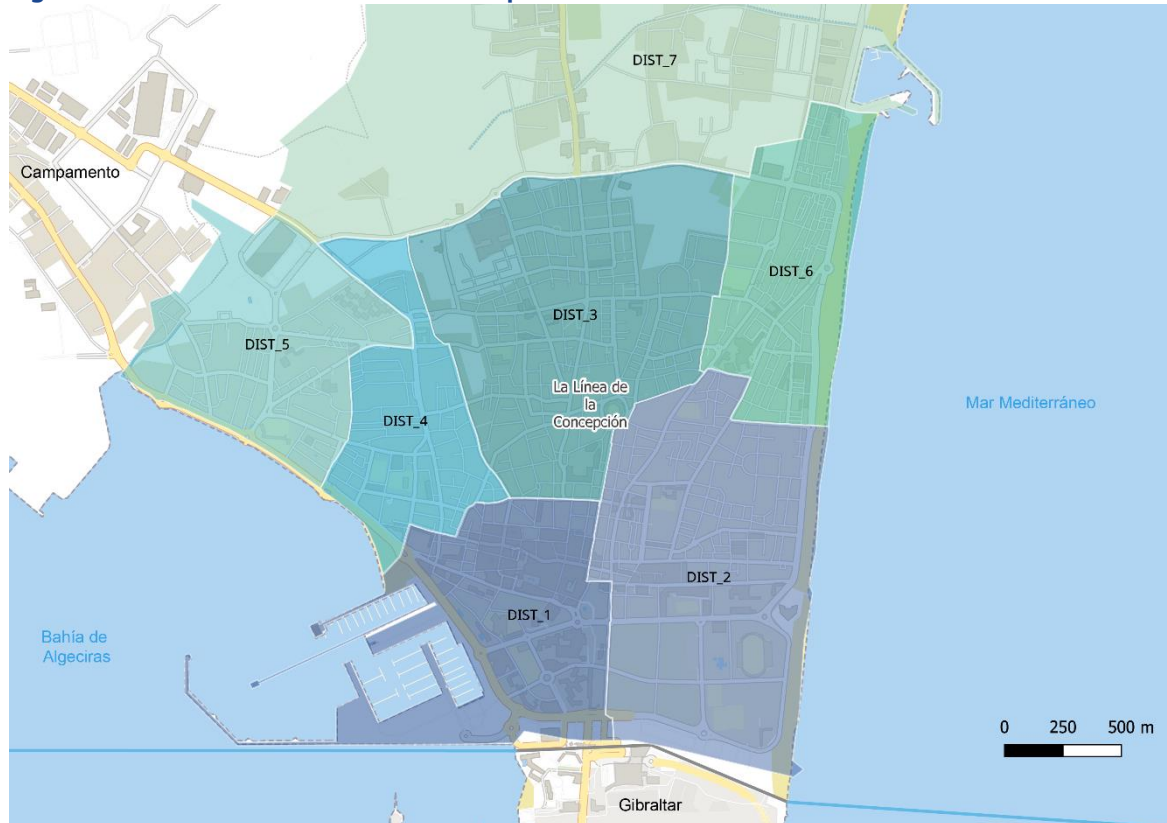 DIST_7
Campamento
DIST_6
DIST_3
DIST_5
La Línea de
la
Concepción
Mar Mediterráneo
DIST_4
DIST_2
DIST_1
Bahía de
Algeciras
0 250 500 m
Gibraltar